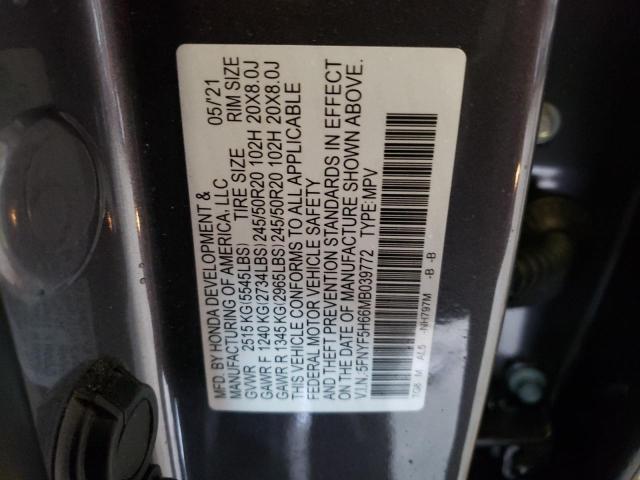 MFD. BY HONDA DEVELOPMENT &
MANUFACTURING OF AMERICA, LLC 05/'21
TIRE SIZE RIM SIZE
GVWR 2515 KG(5545LBS)
GAWR F 1240 KG(2734LBS) 245/50R20 102H 20X8.0J
GAWR R 1345 KG(2965LBS) 245/50R20 102H 20X8.0J
THIS VEHICLE CONFORMS TO ALL APPLICABLE
FEDERAL MOTOR VEHICLE SAFETY
AND THEFT PREVENTION STANDARDS IN EFFECT
ON THE DATE OF MANUFACTURE SHOWN ABOVE.
V.I.N.:5FNYF5H66MB039772 TYPE:MPV
TG8 M AL5 -NH797M -B -B